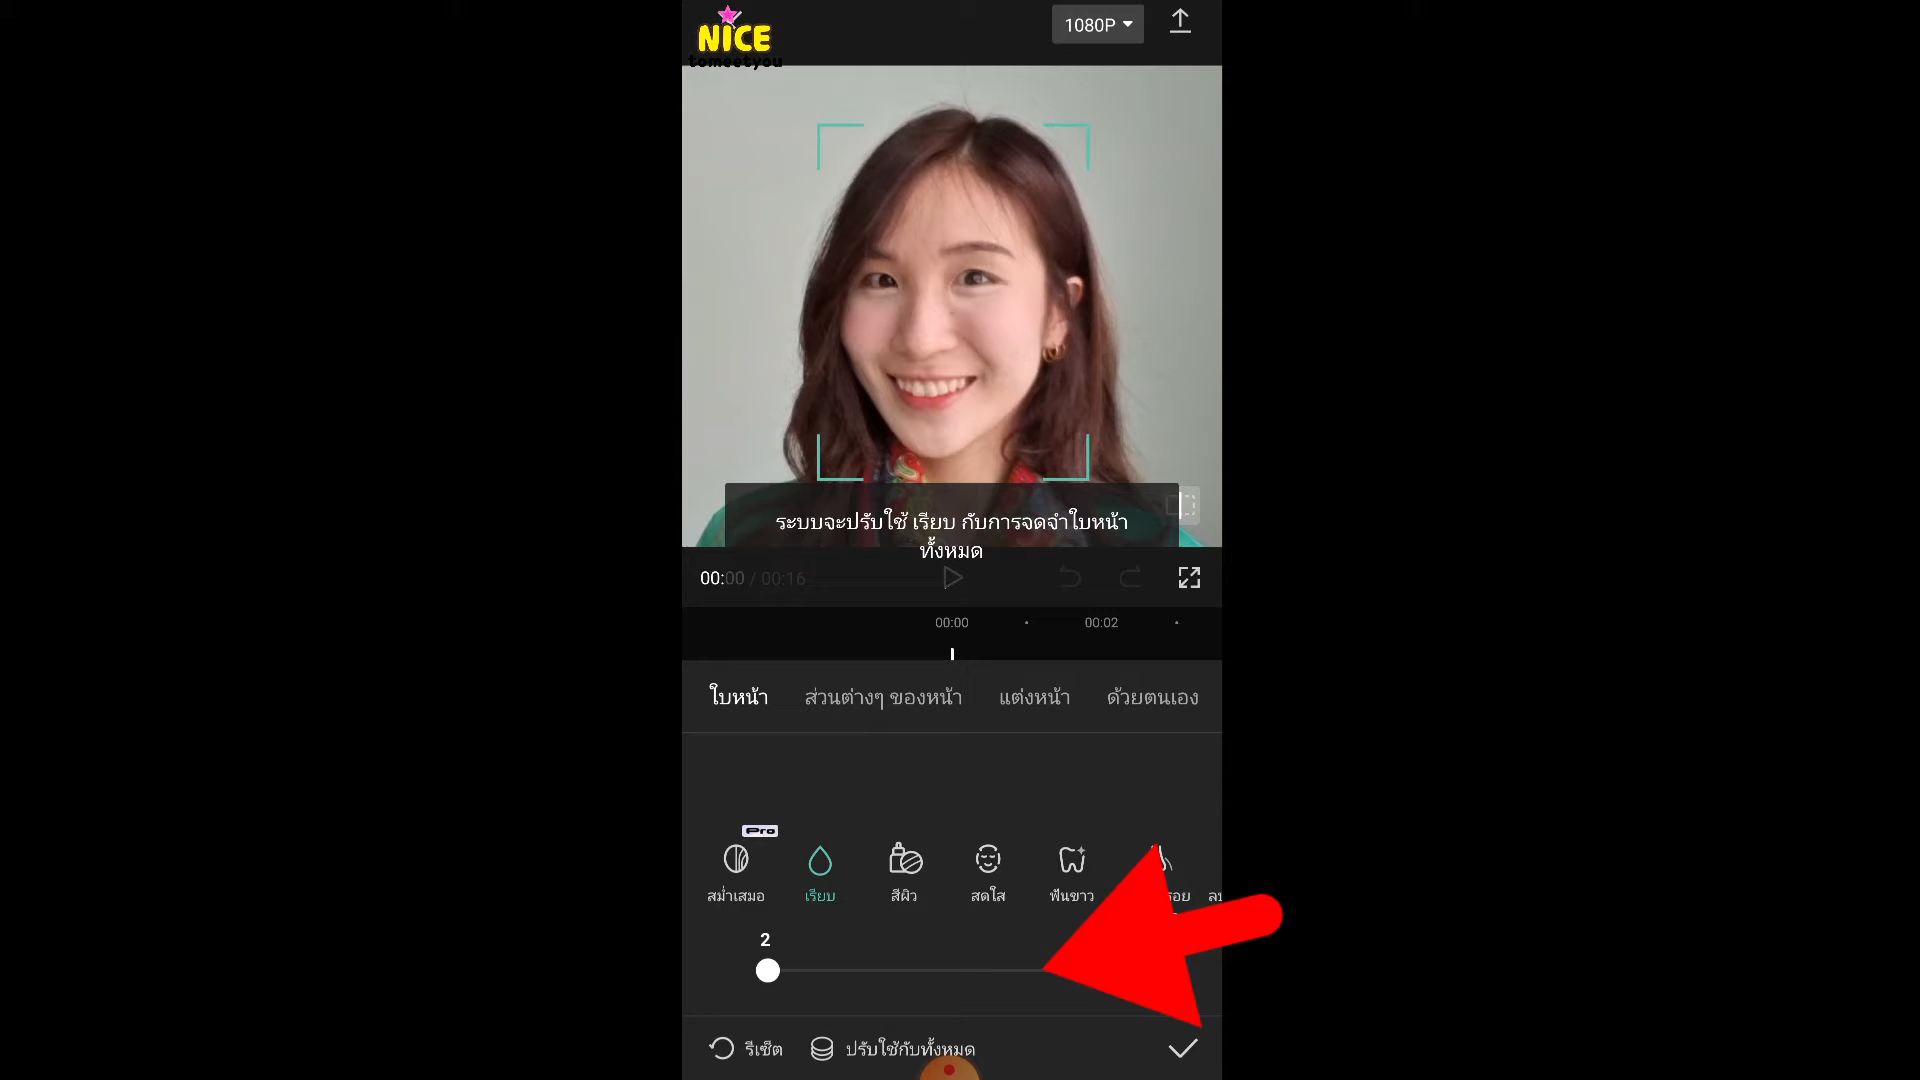 NICE
tomeetyou
1080P
ระบบจะปรับใช้ เรียบ กับการจดจำใบหน้า
ทั้งหมด
00:00 / 00:16
00:00
00:02
ใบหน้า
ส่วนต่างๆ ของหน้า
แต่งหน้า
ด้วยตนเอง
Pro
สม่ำเสมอ
เรียบ
สีผิว
สดใส
ฟันขาว
2
รีเซ็ต
ปรับใช้กับทั้งหมด